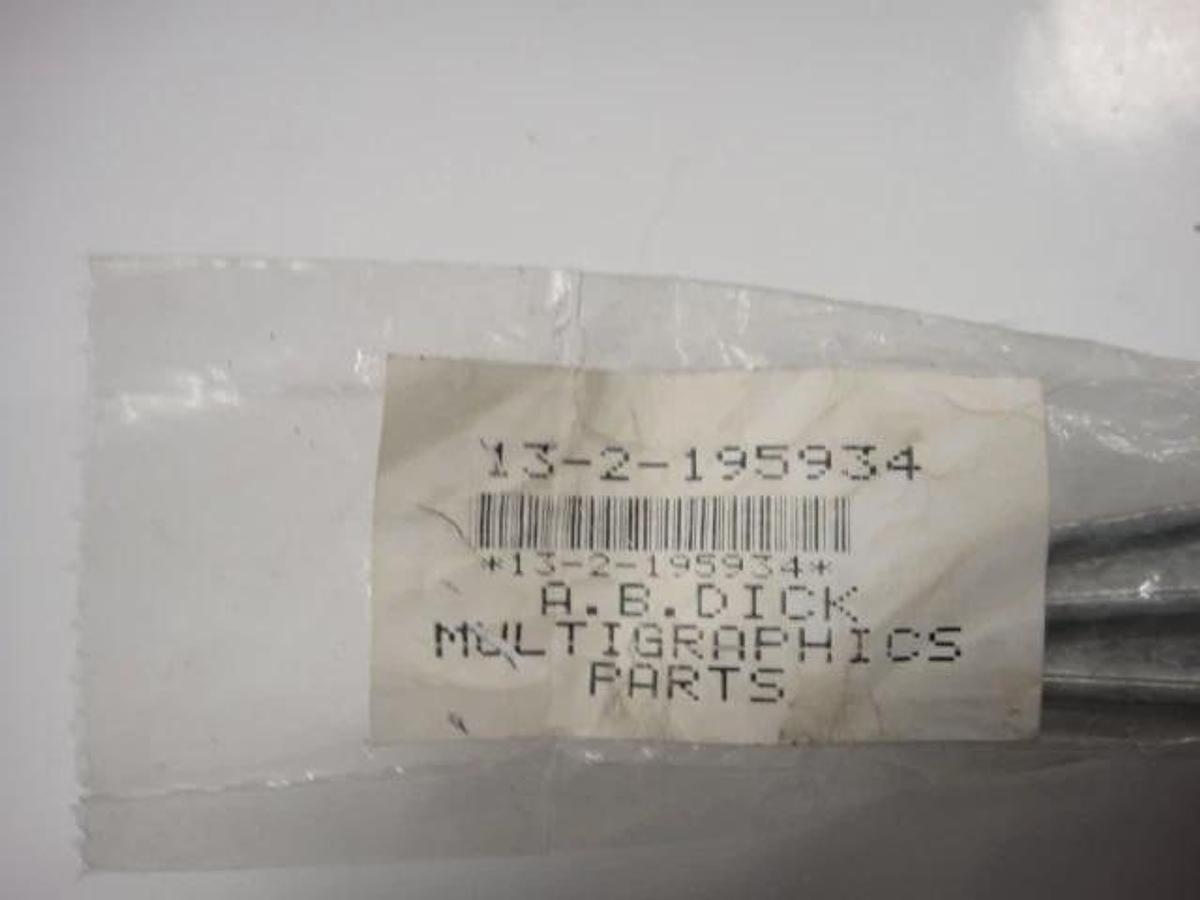 13-2-195934
*13-2-195934*
A.B.DICK
MULTIGRAPHICS
PARTS